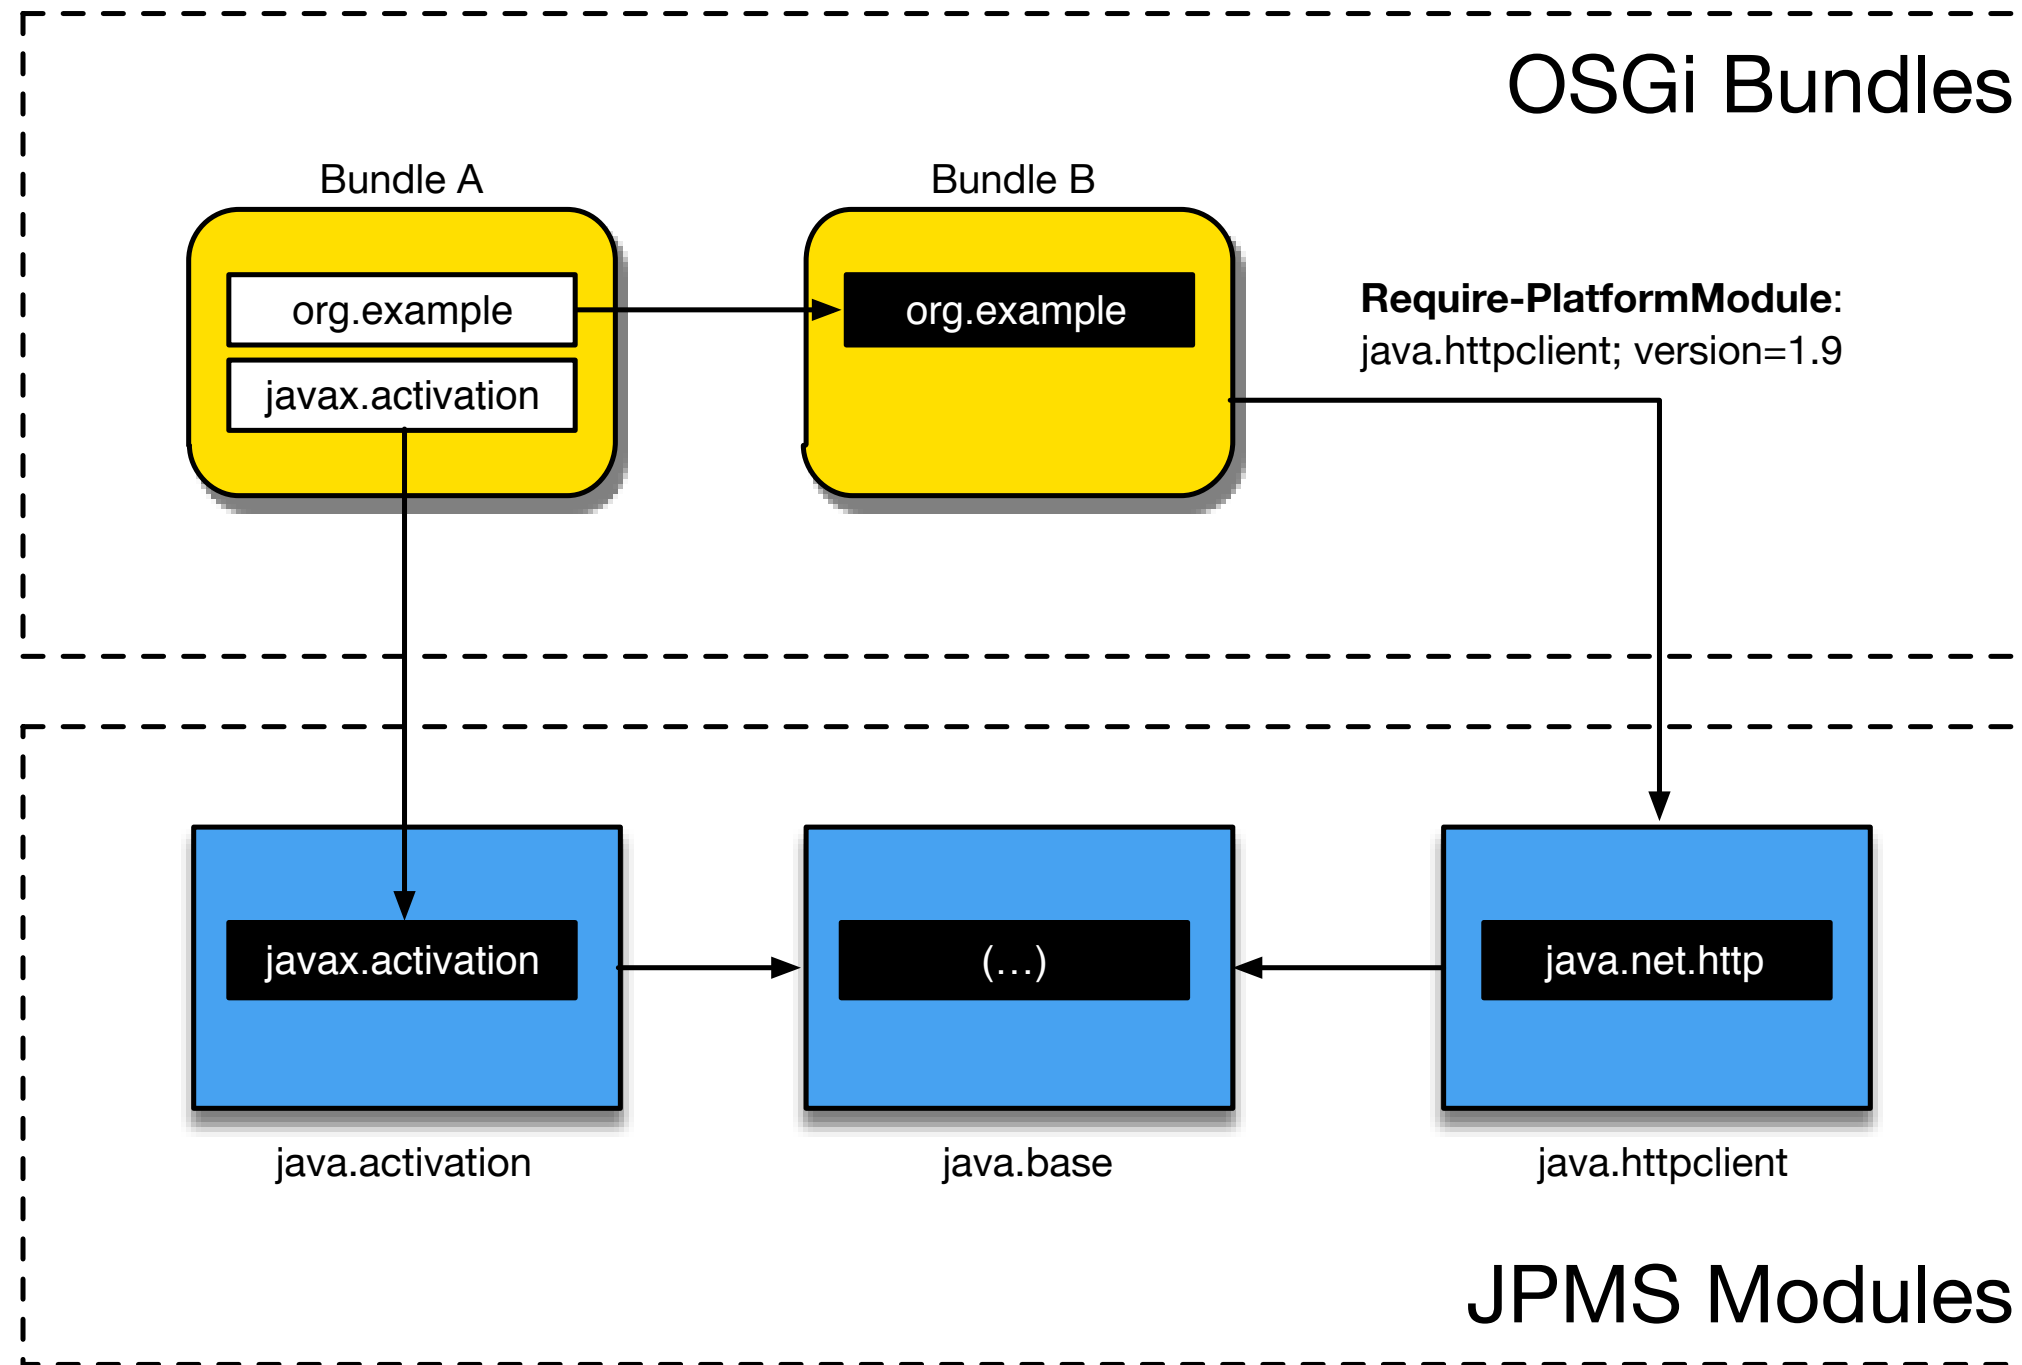 OSGi Bundles
Bundle A
Bundle B
org.example
javax.activation
org.example
Require-PlatformModule:
java.httpclient; version=1.9
javax.activation
(...)
java.net.http
java.activation
java.base
java.httpclient
JPMS Modules